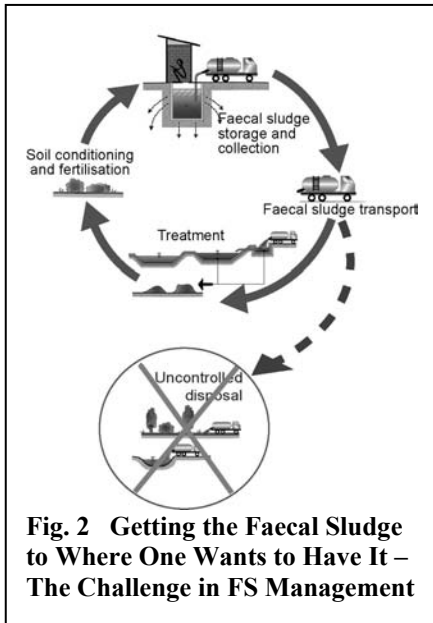 Faecal sludge
storage and
collection
Soil conditioning
and fertilisation
Faecal sludge transport
Treatment
Uncontrolled
disposal
Fig. 2 Getting the Faecal Sludge
to Where One Wants to Have It –
The Challenge in FS Management